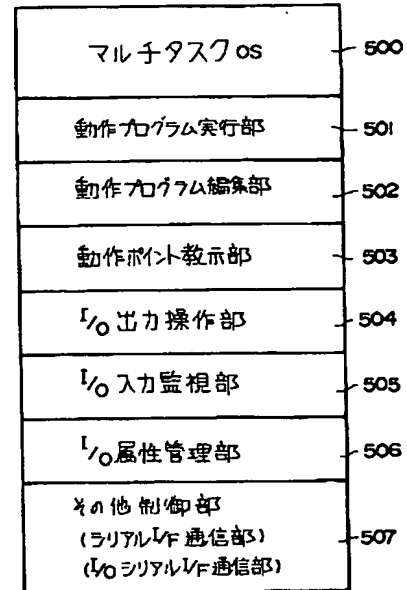 マルチタスクOS 500
動作プログラム実行部 501
動作プログラム編集部 502
動作ポイント教示部 503
I/O 出力操作部 504
I/O 入力監視部 505
I/O 属性管理部 506
その他制御部
(シリアルI/F通信部) 507
(I/OシリアルI/F通信部)